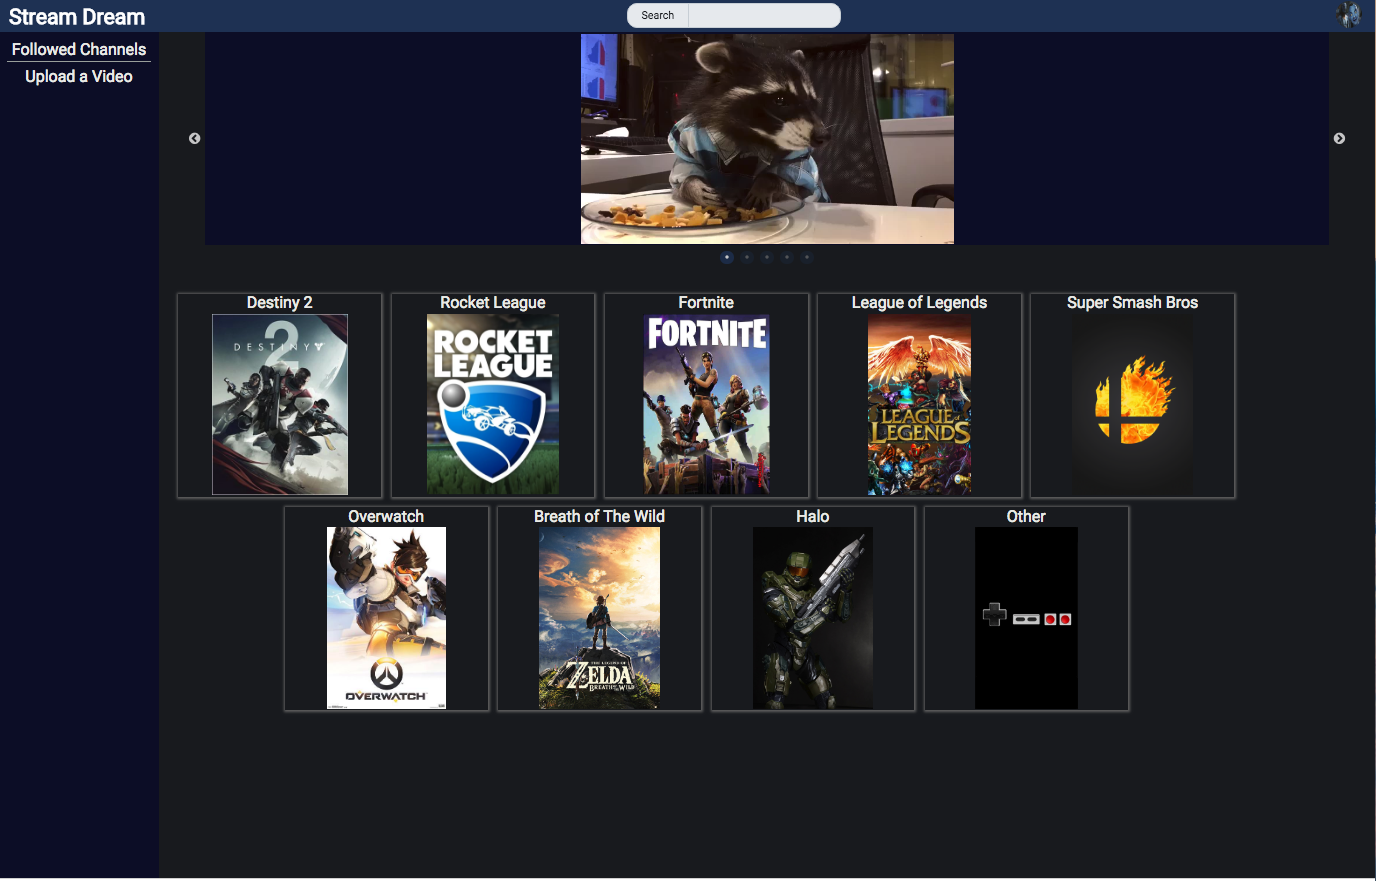 Stream Dream
Search
Followed Channels
Upload a Video
Destiny 2
Rocket League
Fortnite
League of Legends
Super Smash Bros
2
DESTINY
ROCKET
LEAGUE
FORTNITE
LEAGUE of
LEGENDS
Overwatch
Breath of The Wild
Halo
Other
OVERWATCH
THE LEGEND OF
ZELDA
BREATH OF THE WILD